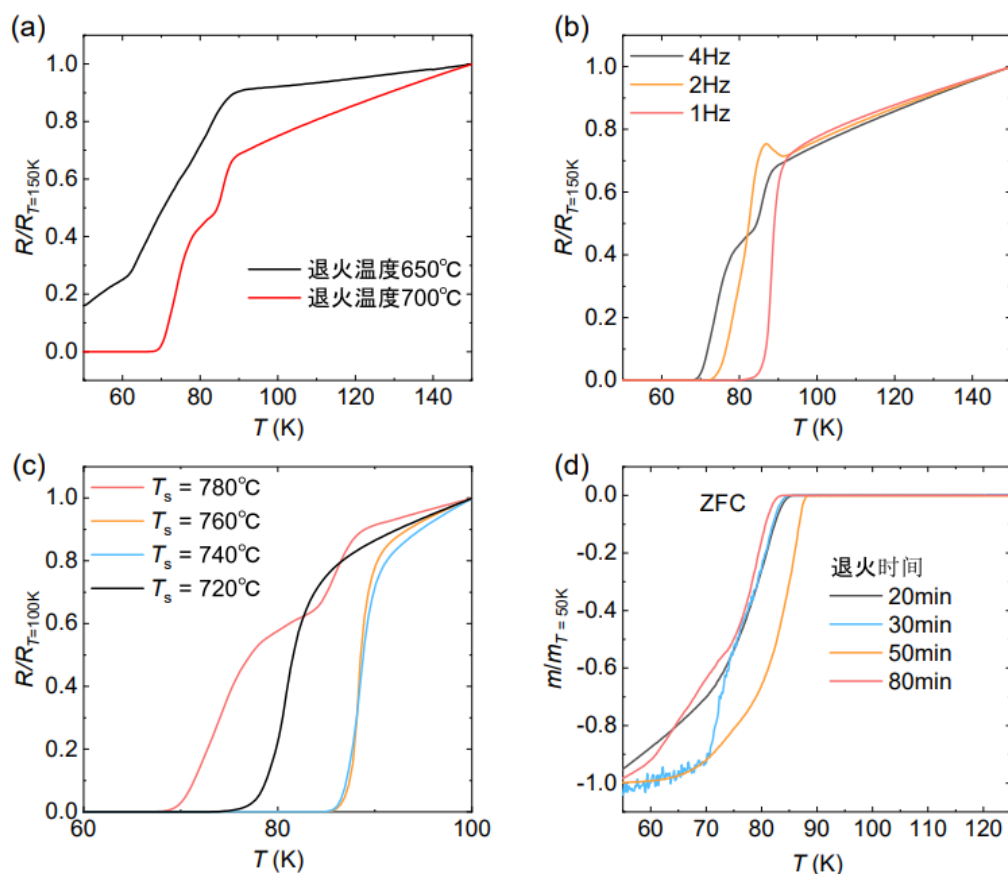 (a)
1.0
0.8
0.6
0.4
0.2
0.0
R/R_{T=150K}
退火温度650℃
退火温度700℃
60 80 100 120 140
T (K)
(b)
1.0
0.8
0.6
0.4
0.2
0.0
R/R_{T=150K}
4Hz
2Hz
1Hz
60 80 100 120 140
T (K)
(c)
1.0
0.8
0.6
0.4
0.2
0.0
R/R_{T=100K}
T_s = 780℃
T_s = 760℃
T_s = 740℃
T_s = 720℃
60 80 100
T (K)
(d)
0.0
-0.2
-0.4
-0.6
-0.8
-1.0
m/m_{T = 50K}
ZFC
退火时间
20min
30min
50min
80min
60 70 80 90 100 110 120
T (K)